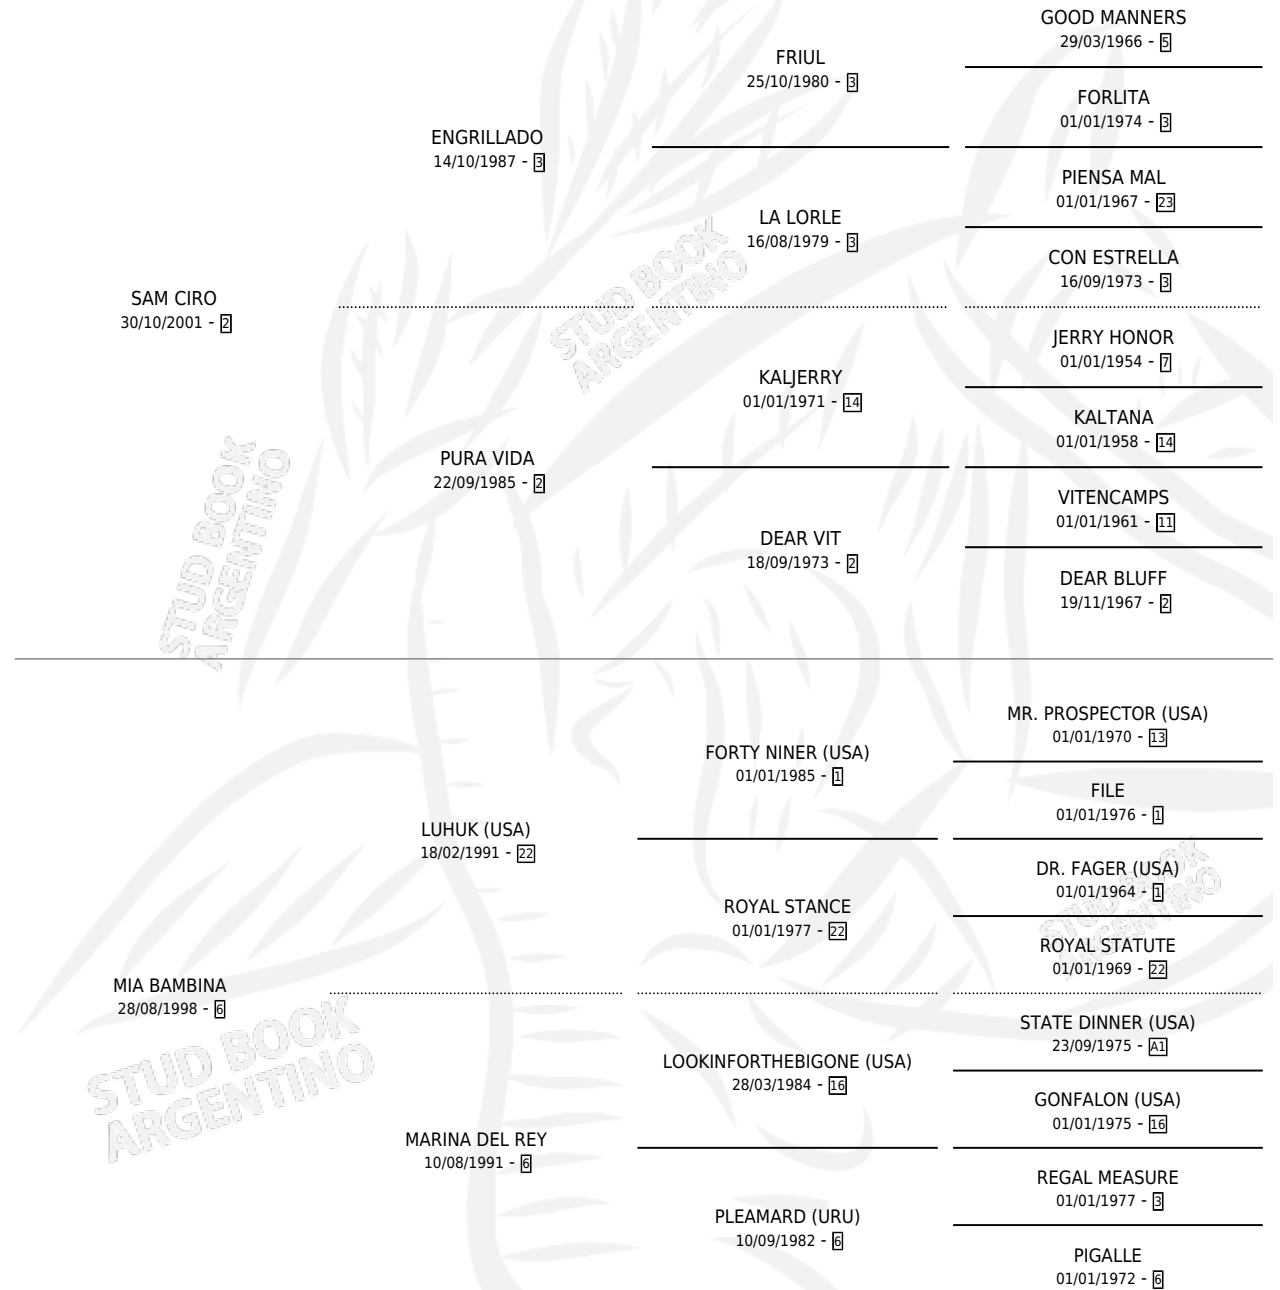 GOOD MANNERS
29/03/1966 - 5
FRIUL
25/10/1980 - 3
FORLITA
01/01/1974 - 3
ENGRILLADO
14/10/1987 - 3
PIENSA MAL
01/01/1967 - 23
LA LORLE
16/08/1979 - 3
CON ESTRELLA
16/09/1973 - 3
SAM CIRO
30/10/2001 - 2
STUD BOOK
ARGENTINO
JERRY HONOR
01/01/1954 - 7
KALJERRY
01/01/1971 - 14
KALTANA
01/01/1958 - 14
PURA VIDA
22/09/1985 - 2
VITENCAMPS
01/01/1961 - 11
DEAR VIT
18/09/1973 - 2
DEAR BLUFF
19/11/1967 - 2
STUD BOOK
ARGENTINO
MR. PROSPECTOR (USA)
01/01/1970 - 13
FORTY NINER (USA)
01/01/1985 - 1
FILE
01/01/1976 - 1
LUHUK (USA)
18/02/1991 - 22
DR. FAGER (USA)
01/01/1964 - 1
ROYAL STANCE
01/01/1977 - 22
STUD BOOK
ARGENTINO
ROYAL STATUTE
01/01/1969 - 22
MIA BAMBINA
28/08/1998 - 6
STATE DINNER (USA)
23/09/1975 - A1
LOOKINFORTHEBIGONE (USA)
28/03/1984 - 16
GONFALON (USA)
01/01/1975 - 16
STUD BOOK
ARGENTINO
MARINA DEL REY
10/08/1991 - 6
REGAL MEASURE
01/01/1977 - 3
PLEAMARD (URU)
10/09/1982 - 6
PIGALLE
01/01/1972 - 6